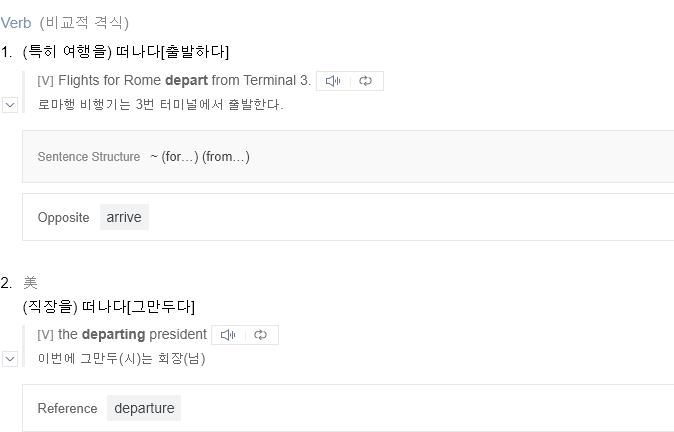 Verb (비교적 격식)
1. (특히 여행을) 떠나다[출발하다]
[V] Flights for Rome depart from Terminal 3.
로마행 비행기는 3번 터미널에서 출발한다.
Sentence Structure ~ (for…) (from…)
Opposite arrive
2. 美
(직장을) 떠나다[그만두다]
[V] the departing president
이번에 그만두(시)는 회장(님)
Reference departure